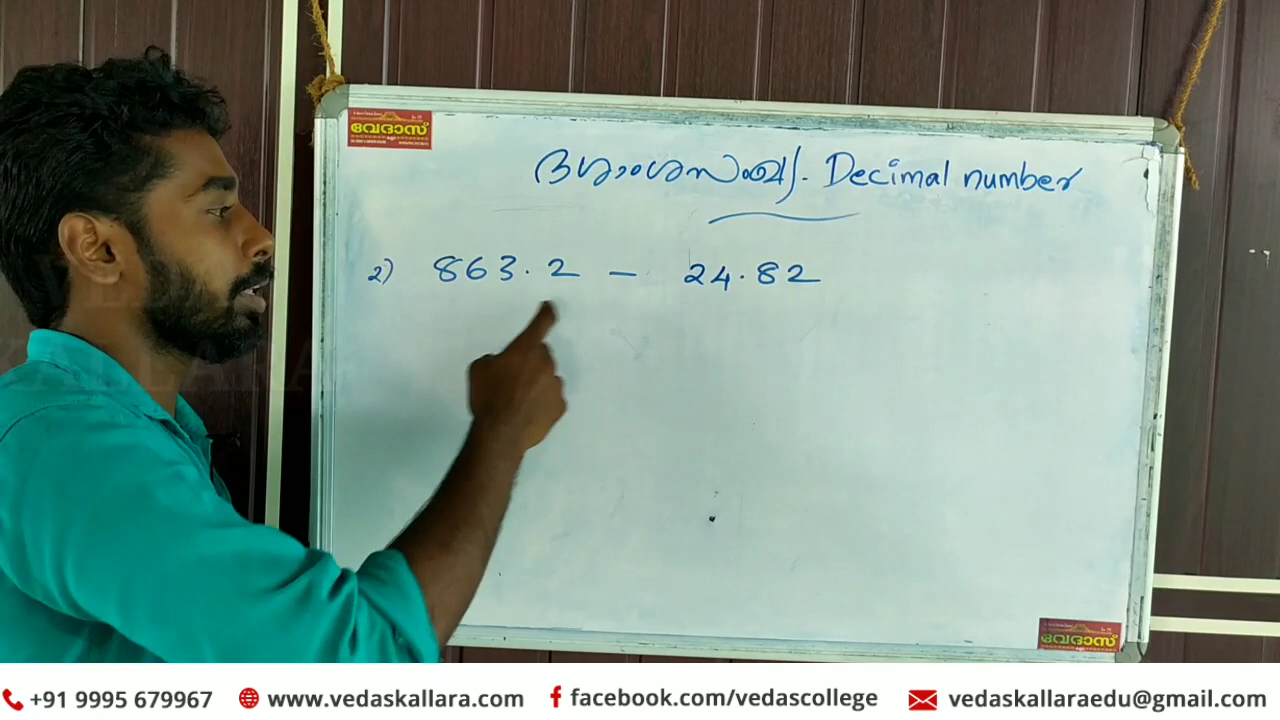 വേദാസ്
ദശാംശസംഖ്യ. Decimal number
2) 863.2 - 24.82
വേദാസ്
+91 9995 679967 www.vedaskallara.com facebook.com/vedascollege vedaskallaraedu@gmail.com